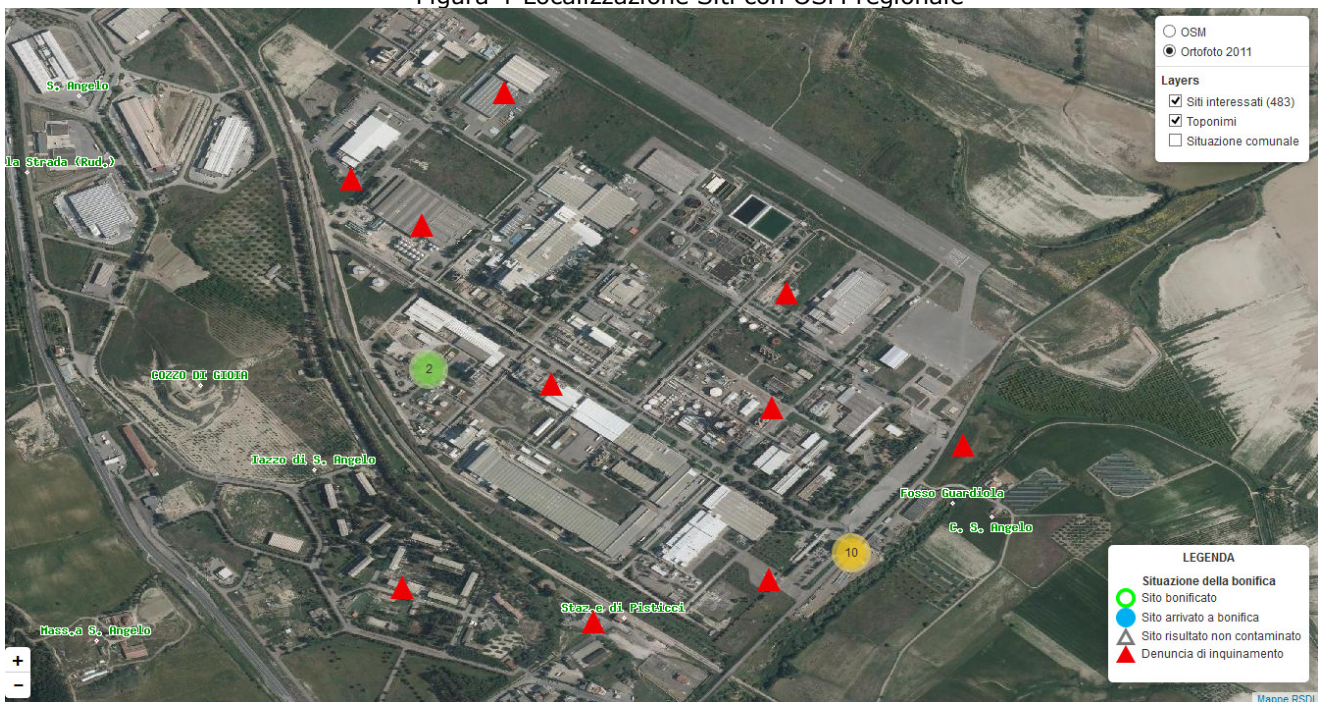 Figura 4 Localizzazione Siti con OSM regionale
OSM
Ortofoto 2011
Layers
Siti interessati (483)
Toponimi
Situazione comunale
S. Angelo
la Strada (Rud.)
COZZO DI GIOIA
2
Iazzo di S. Angelo
Fosso Guardiola
C. S. Angelo
10
Staz.e di Pisticci
Mass.a S. Angelo
LEGENDA
Situazione della bonifica
Sito bonificato
Sito arrivato a bonifica
Sito risultato non contaminato
Denuncia di inquinamento
+
−
Mappe RSDI